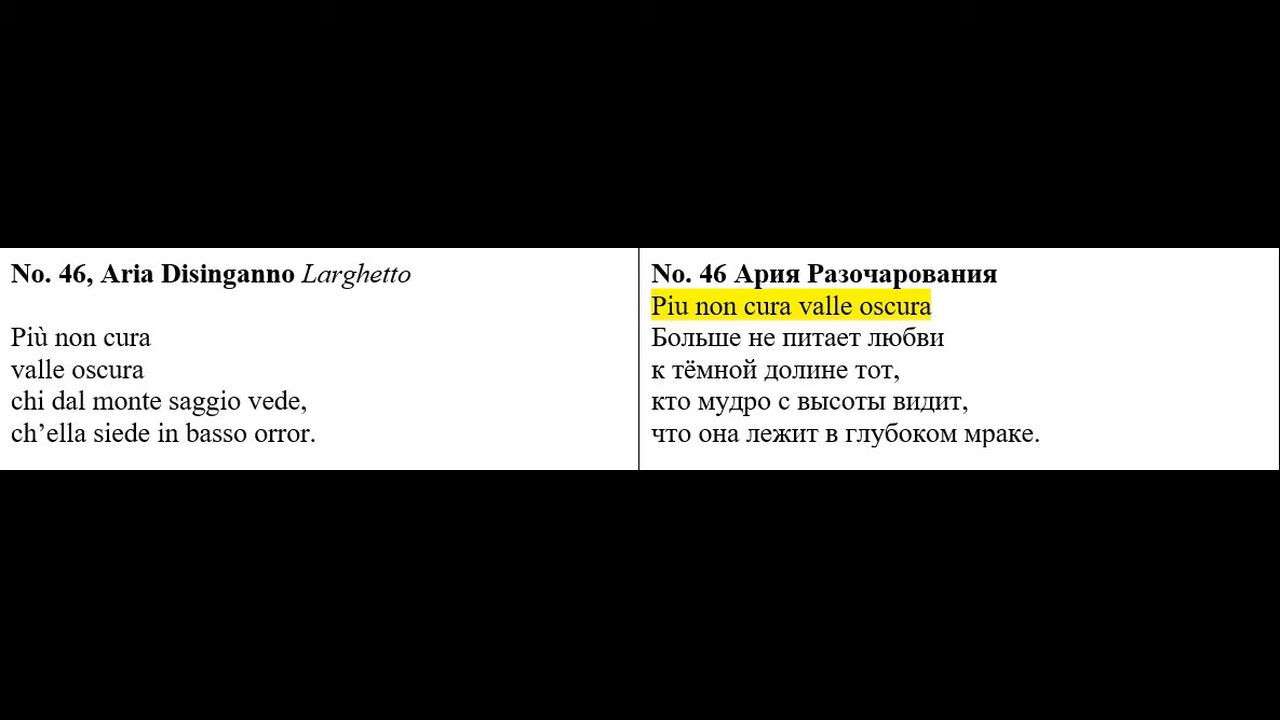 No. 46, Aria Disinganno Larghetto
Più non cura
valle oscura
chi dal monte saggio vede,
ch’ella siede in basso orror.
No. 46 Ария Разочарования
Piu non cura valle oscura
Больше не питает любви
к тёмной долине тот,
кто мудро с высоты видит,
что она лежит в глубоком мраке.